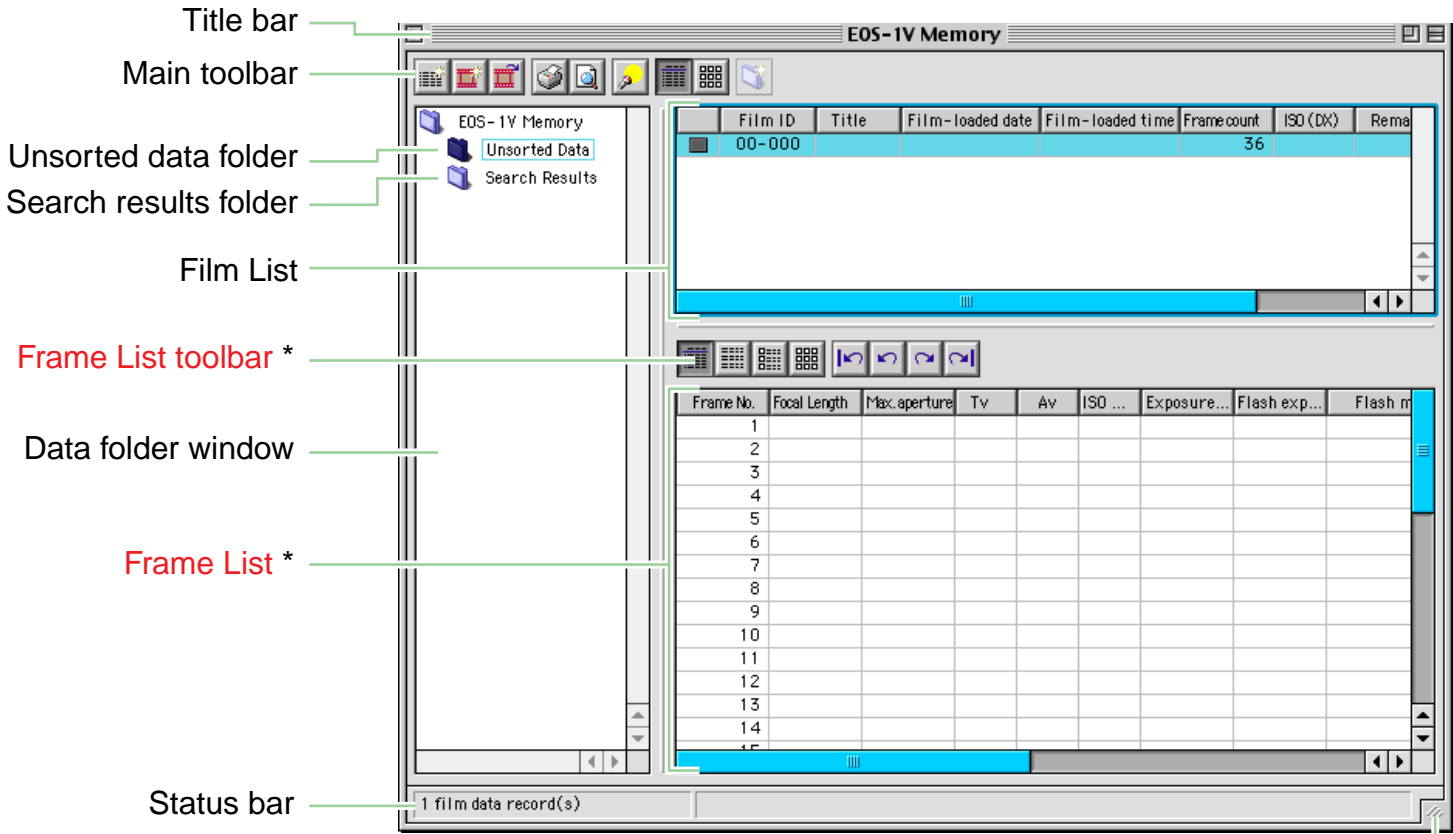 Title bar
EOS-1V Memory
Main toolbar
EOS-1V Memory
Unsorted Data
Search Results
Unsorted data folder
Search results folder
Film List
Film ID Title Film-loaded date Film-loaded time Frame count ISO (DX) Rema
00-000 36
Frame List toolbar *
Data folder window
Frame List *
Frame No. Focal Length Max. aperture Tv Av ISO ... Exposure... Flash exp... Flash m
1
2
3
4
5
6
7
8
9
10
11
12
13
14
Status bar
1 film data record(s)